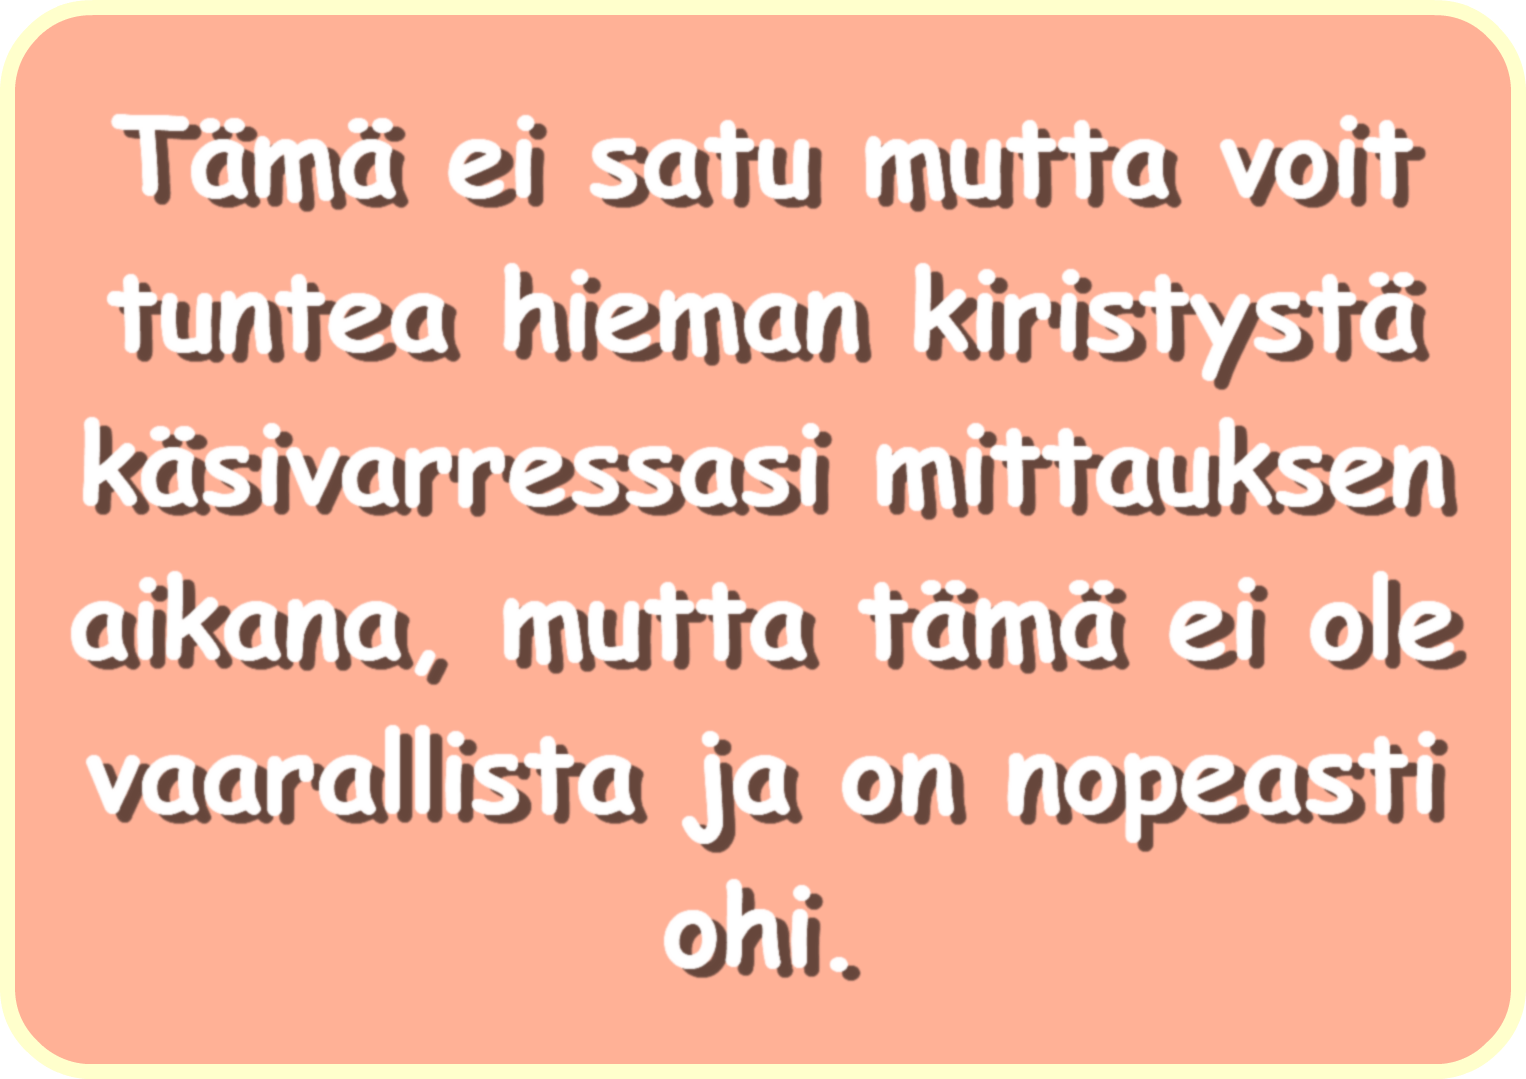 Tämä ei satu mutta voit
tuntea hieman kiristystä
käsivarressasi mittauksen
aikana, mutta tämä ei ole
vaarallista ja on nopeasti
ohi.